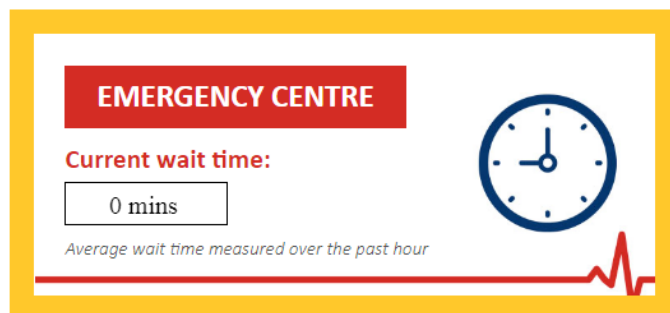 EMERGENCY CENTRE
Current wait time:
0 mins
Average wait time measured over the past hour